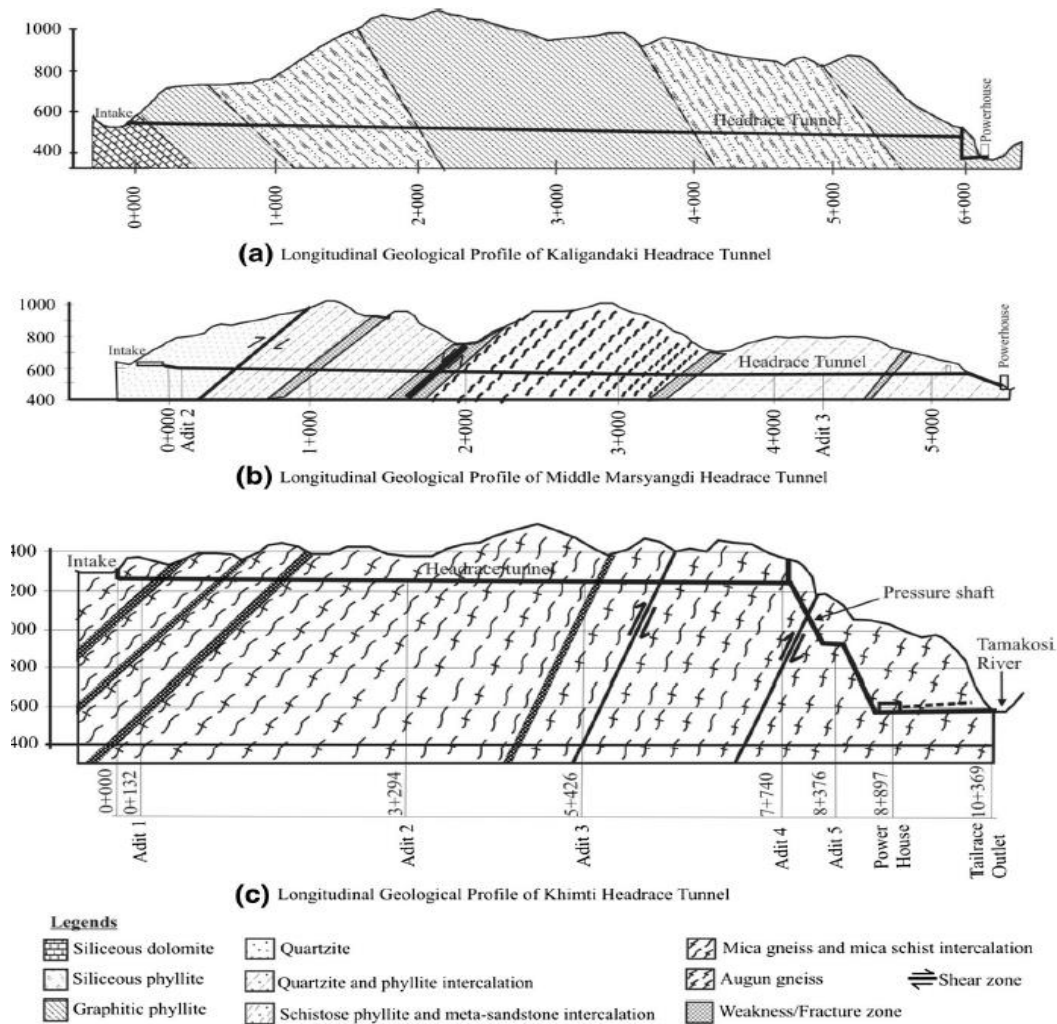 1000
800
600
400
Intake
Headrace Tunnel
Powerhouse
0+000
1+000
2+000
3+000
4+000
5+000
6+000
(a) Longitudinal Geological Profile of Kaligandaki Headrace Tunnel
1000
800
600
400
Intake
Headrace Tunnel
Powerhouse
0+000
Adit 2
1+000
2+000
3+000
4+000
Adit 3
5+000
(b) Longitudinal Geological Profile of Middle Marsyangdi Headrace Tunnel
400
200
000
800
500
400
Intake
Headrace tunnel
Pressure shaft
Tamakosi
River
0+000
0+132
3+294
5+426
7+740
8+376
8+897
10+369
Adit 1
Adit 2
Adit 3
Adit 4
Adit 5
Power
House
Tailrace
Outlet
(c) Longitudinal Geological Profile of Khimti Headrace Tunnel
Legends
Siliceous dolomite
Siliceous phyllite
Graphitic phyllite
Quartzite
Quartzite and phyllite intercalation
Schistose phyllite and meta-sandstone intercalation
Mica gneiss and mica schist intercalation
Augun gneiss
Shear zone
Weakness/Fracture zone